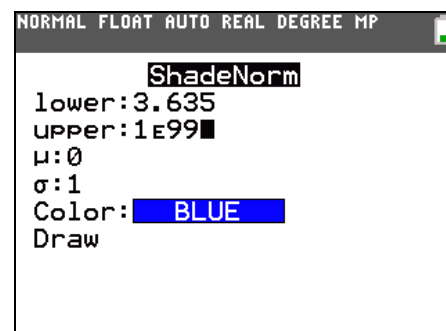 NORMAL FLOAT AUTO REAL DEGREE MP
ShadeNorm
lower:3.635
upper:1ᴇ99
μ:0
σ:1
Color: BLUE
Draw